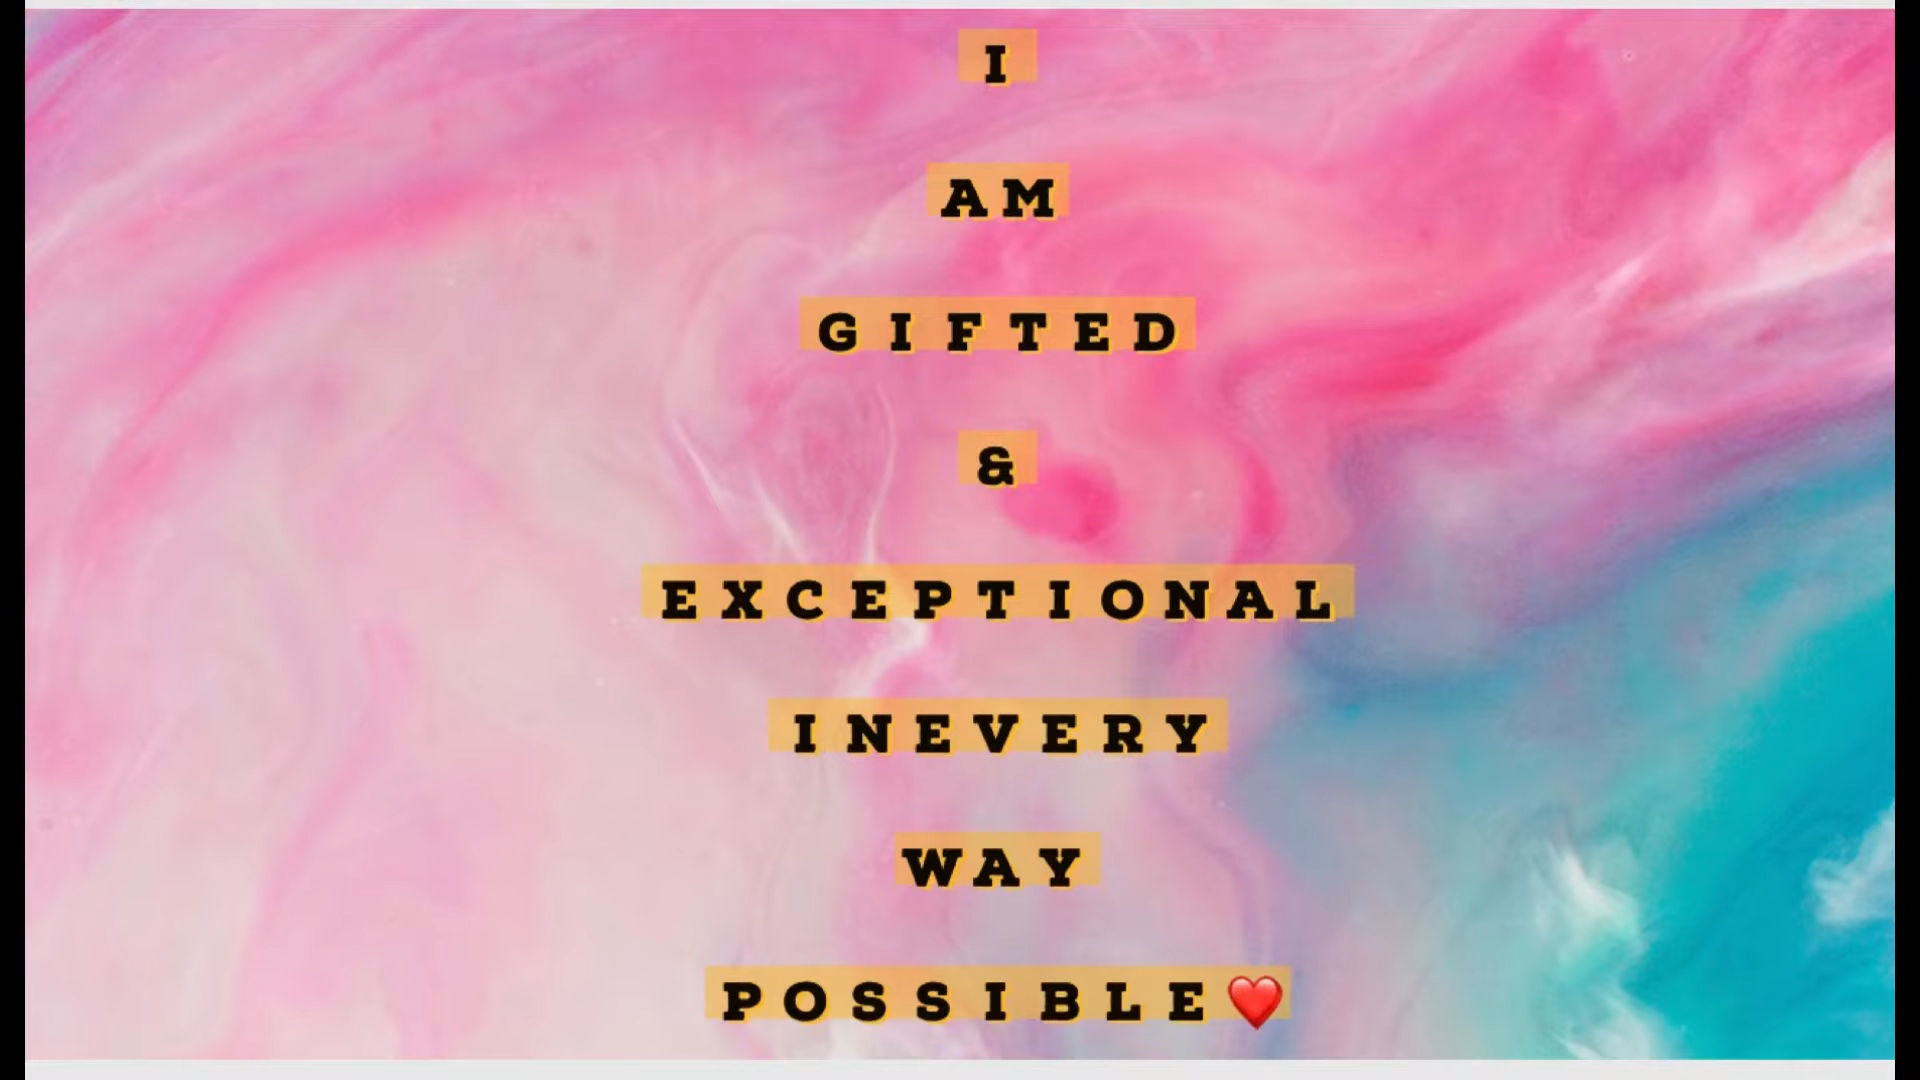 I
AM
GIFTED
&
EXCEPTIONAL
INEVERY
WAY
POSSIBLE❤️